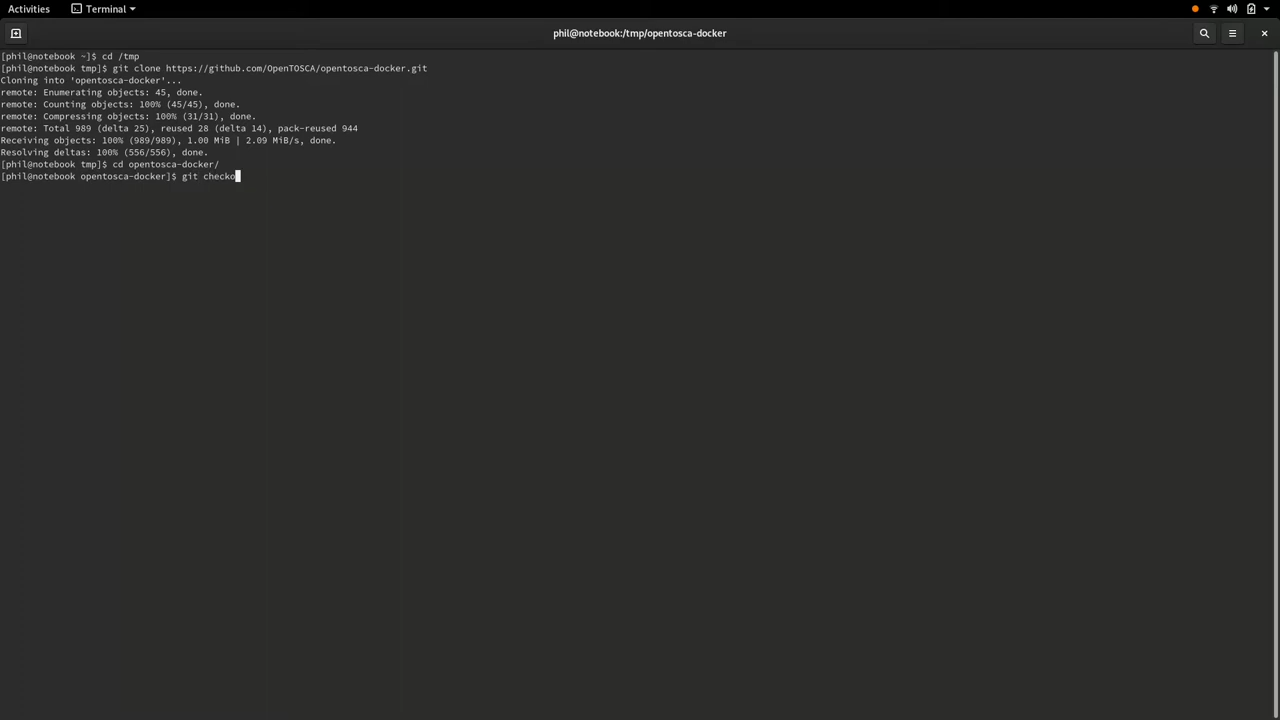 Activities
Terminal
phil@notebook:/tmp/opentosca-docker
[phil@notebook ~]$ cd /tmp
[phil@notebook tmp]$ git clone https://github.com/OpenTOSCA/opentosca-docker.git
Cloning into 'opentosca-docker'...
remote: Enumerating objects: 45, done.
remote: Counting objects: 100% (45/45), done.
remote: Compressing objects: 100% (31/31), done.
remote: Total 989 (delta 25), reused 28 (delta 14), pack-reused 944
Receiving objects: 100% (989/989), 1.00 MiB | 2.09 MiB/s, done.
Resolving deltas: 100% (556/556), done.
[phil@notebook tmp]$ cd opentosca-docker/
[phil@notebook opentosca-docker]$ git checko